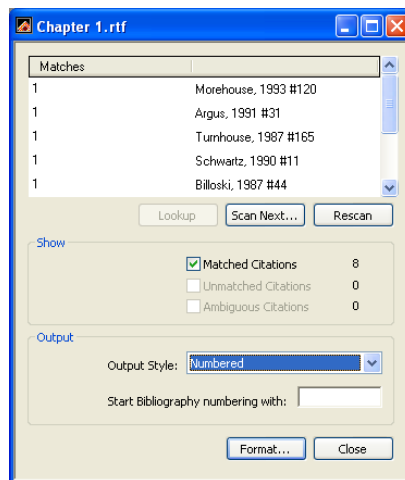 Chapter 1.rtf
Matches
1 Morehouse, 1993 #120
1 Argus, 1991 #31
1 Turnhouse, 1987 #165
1 Schwartz, 1990 #11
1 Billoski, 1987 #44
Lookup Scan Next... Rescan
Show
Matched Citations 8
Unmatched Citations 0
Ambiguous Citations 0
Output
Output Style: Numbered
Start Bibliography numbering with:
Format... Close